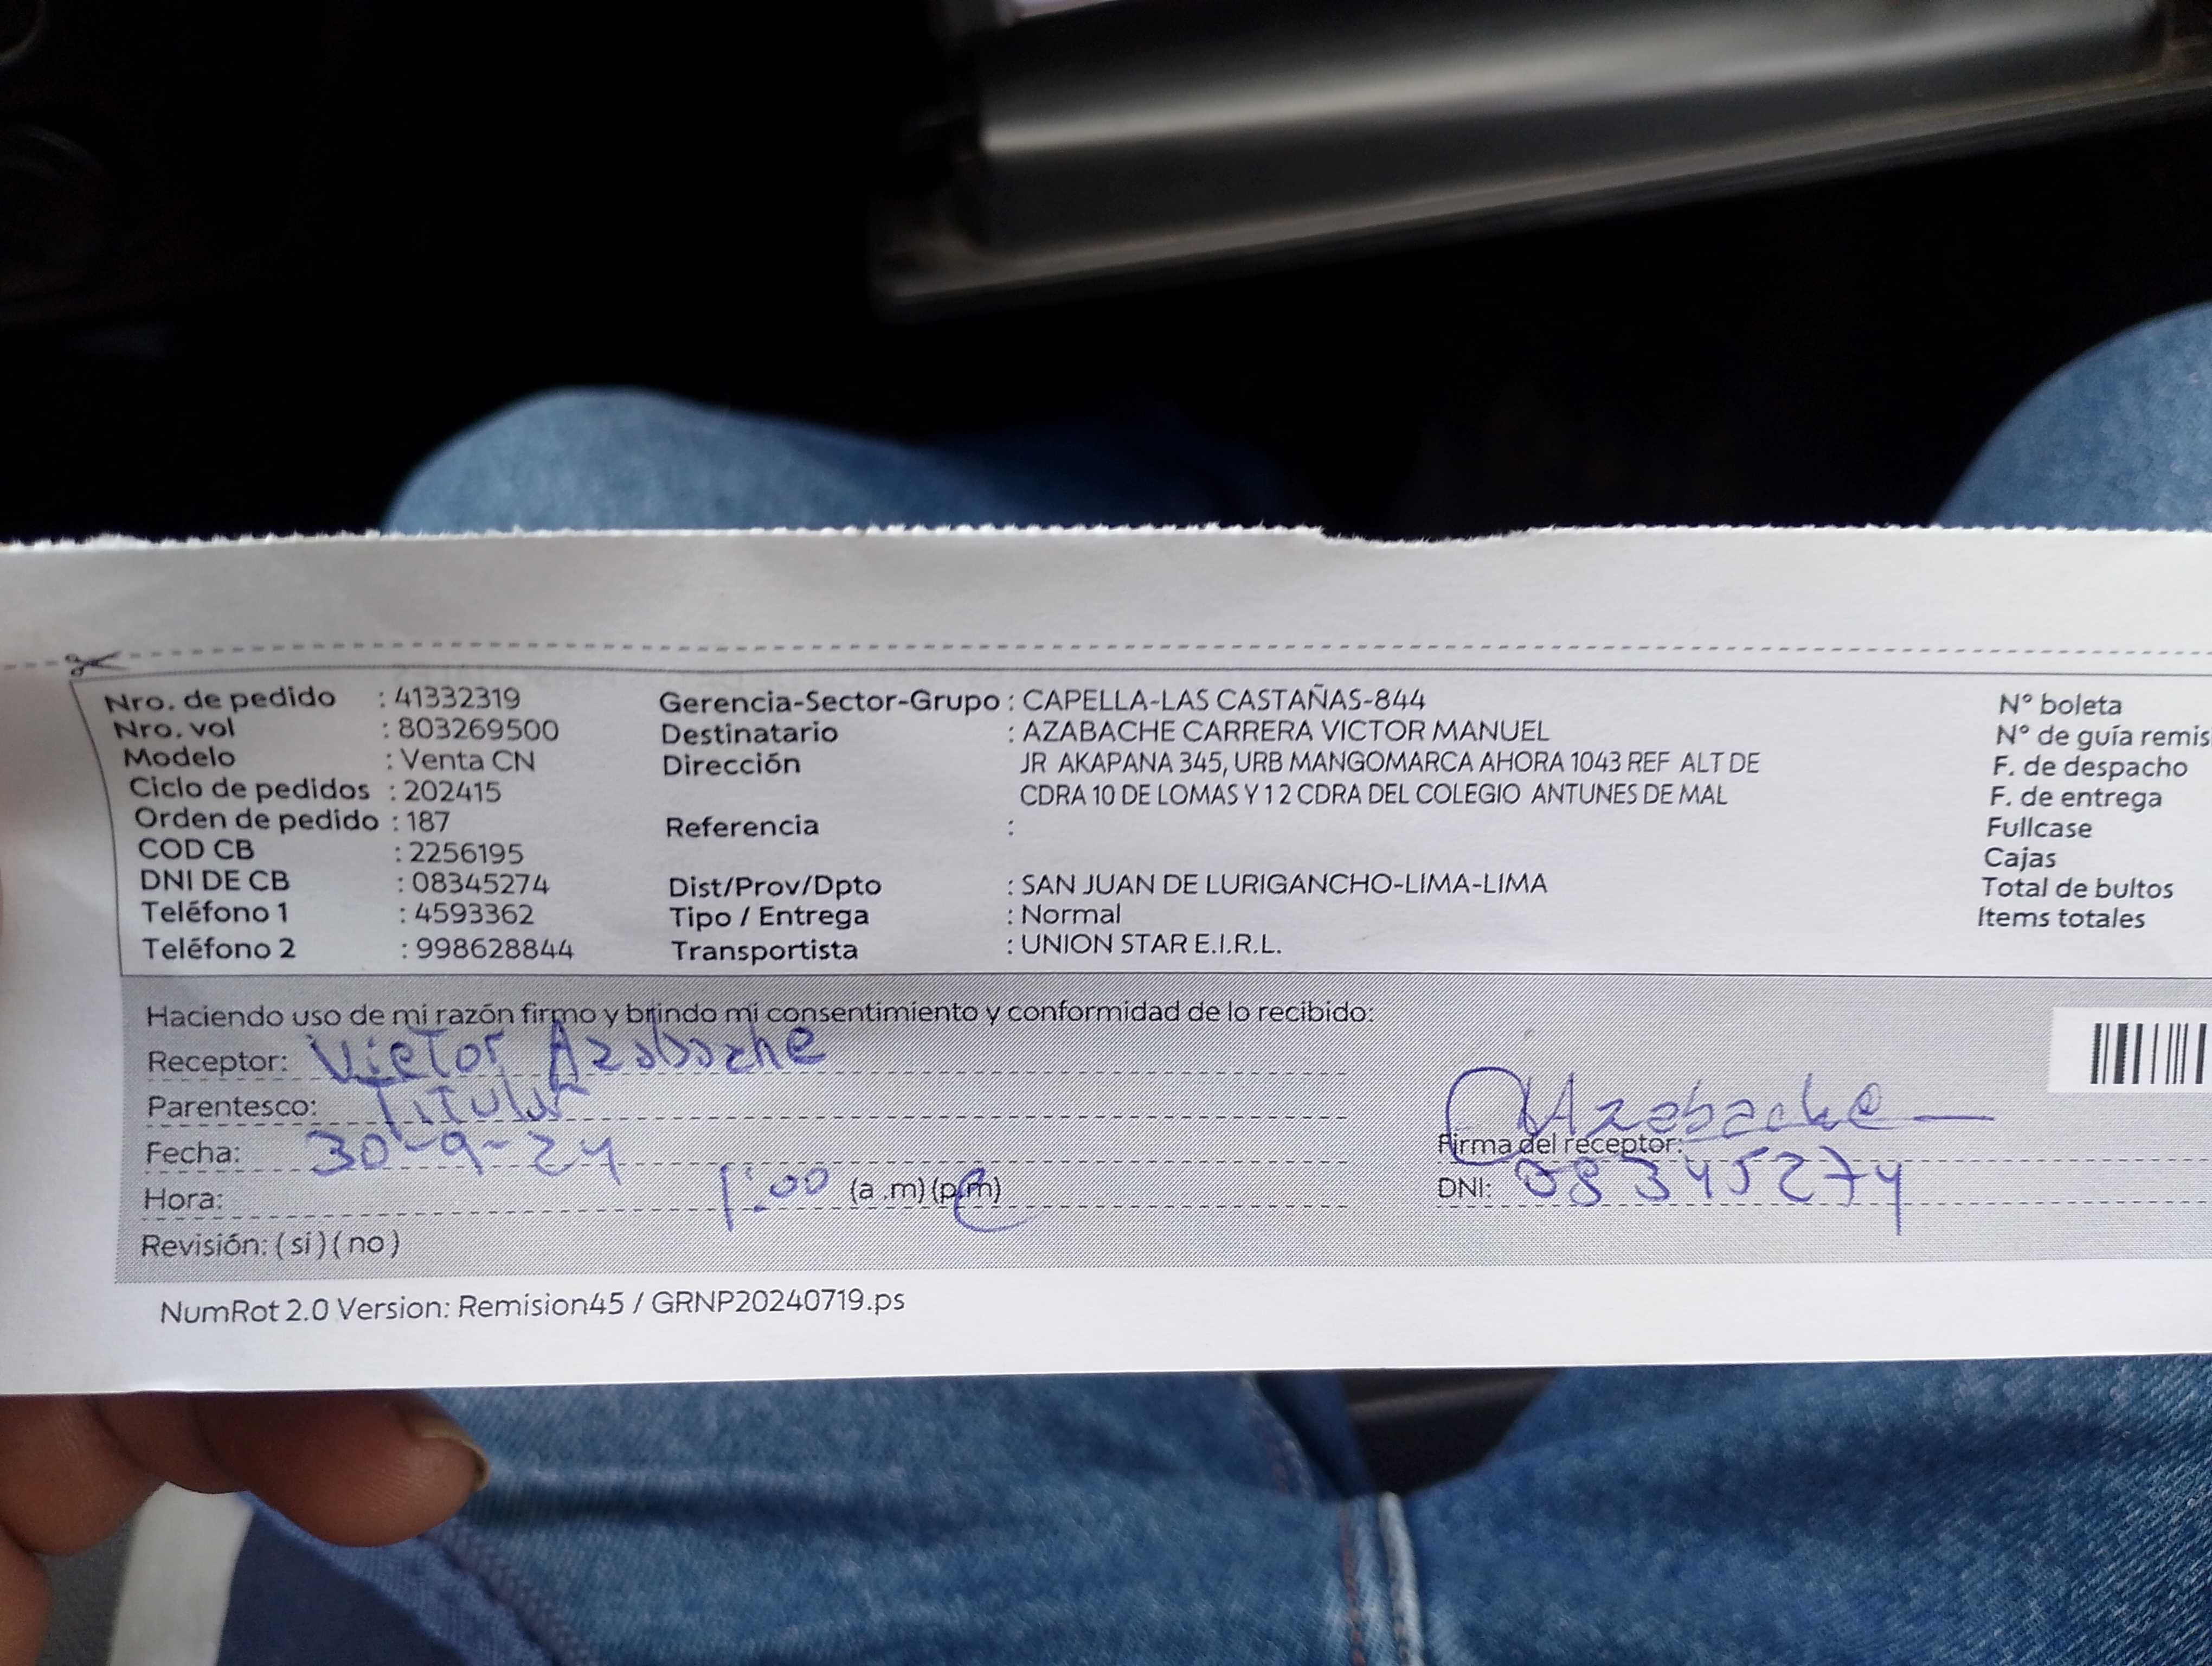 Nro. de pedido : 41332319 Gerencia-Sector-Grupo : CAPELLA-LAS CASTAÑAS-844 N° boleta
Nro. vol : 803269500 Destinatario : AZABACHE CARRERA VICTOR MANUEL N° de guía remis
Modelo : Venta CN Dirección JR AKAPANA 345, URB MANGOMARCA AHORA 1043 REF ALT DE F. de despacho
Ciclo de pedidos : 202415 CDRA 10 DE LOMAS Y 1 2 CDRA DEL COLEGIO ANTUNES DE MAL F. de entrega
Orden de pedido : 187 Referencia : Fullcase
COD CB : 2256195 Cajas
DNI DE CB : 08345274 Dist/Prov/Dpto : SAN JUAN DE LURIGANCHO-LIMA-LIMA Total de bultos
Teléfono 1 : 4593362 Tipo / Entrega : Normal Items totales
Teléfono 2 : 998628844 Transportista : UNION STAR E.I.R.L.
Haciendo uso de mi razón firmo y brindo mi consentimiento y conformidad de lo recibido:
Receptor: Victor Azabache
Parentesco: Titular Azabache
Fecha: 30-9-24 Firma del receptor:
Hora: 1:00 (a .m) (p.m) DNI: 08345274
Revisión: ( si ) ( no )
NumRot 2.0 Version: Remision45 / GRNP20240719.ps